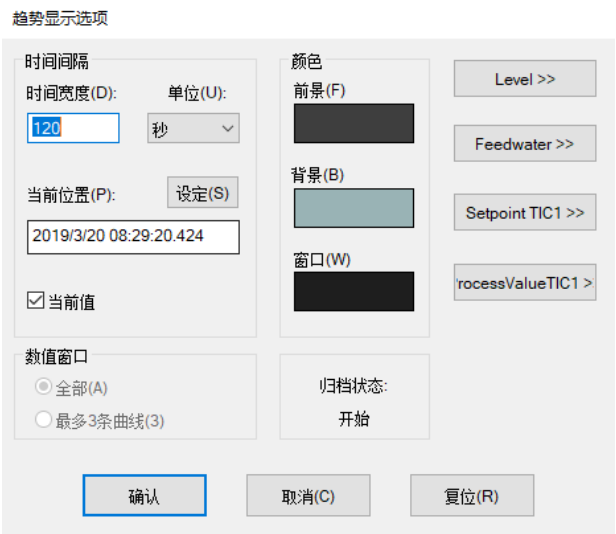 趋势显示选项
时间间隔
时间宽度(D): 单位(U):
120 秒
当前位置(P): 设定(S)
2019/3/20 08:29:20.424
当前值
数值窗口
全部(A)
最多3条曲线(3)
颜色
前景(F)
背景(B)
窗口(W)
归档状态:
开始
Level >>
Feedwater >>
Setpoint TIC1 >>
rocessValueTIC1 >
确认 取消(C) 复位(R)